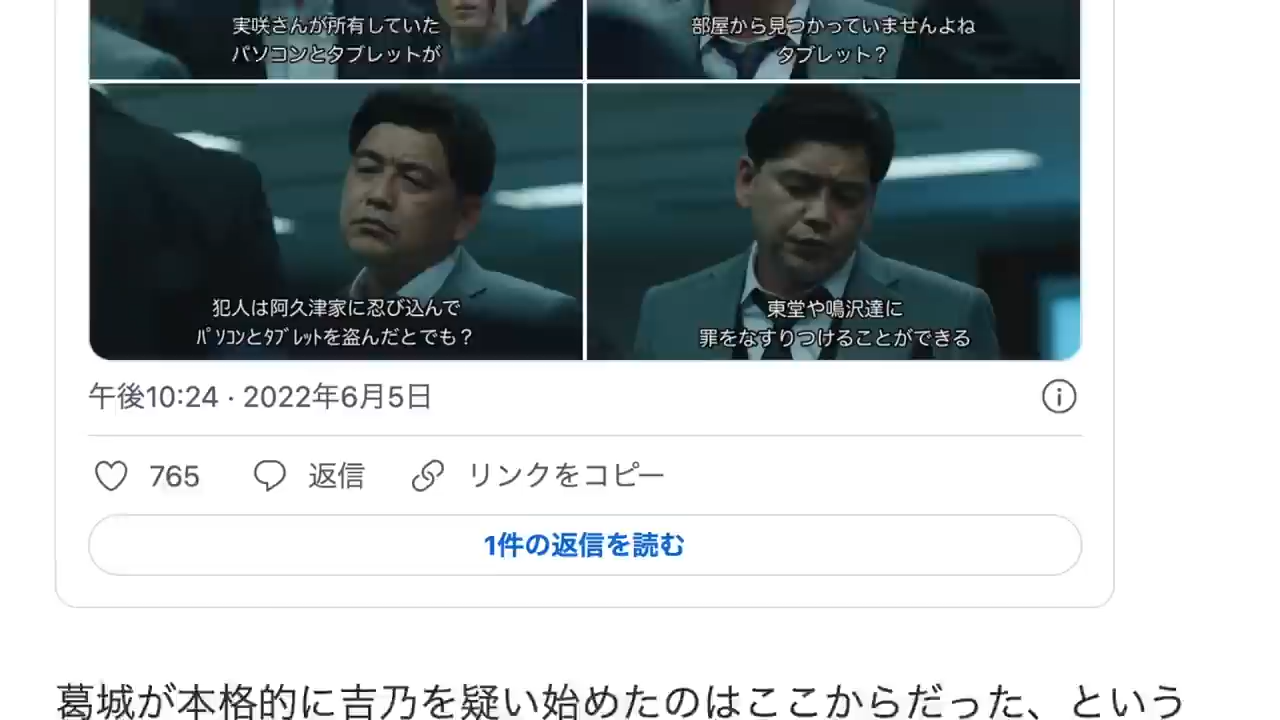 実咲さんが所有していた
パソコンとタブレットが
部屋から見つかっていませんよね
タブレット？
犯人は阿久津家に忍び込んで
ﾊﾟｿｺﾝとﾀﾌﾞﾚｯﾄを盗んだとでも？
東堂や鳴沢達に
罪をなすりつけることができる
午後10:24 · 2022年6月5日
765 返信 リンクをコピー
1件の返信を読む
葛城が本格的に吉乃を疑い始めたのはここからだった、という